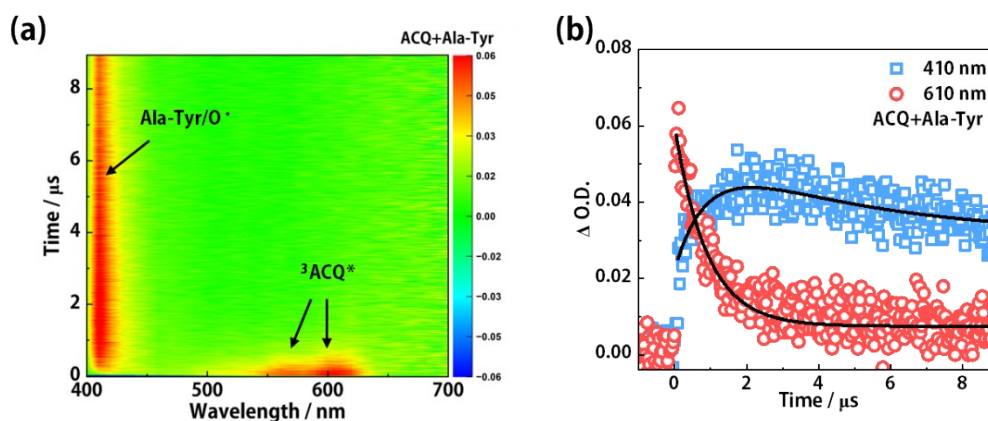 (a)
ACQ+Ala-Tyr
Time / μs
8
6
4
2
0
Ala-Tyr/O˙
³ACQ*
400
500
600
700
Wavelength / nm
0.06
0.05
0.03
0.02
0.00
−0.02
−0.03
−0.05
−0.06
(b)
Δ O.D.
0.08
0.06
0.04
0.02
0.00
410 nm
610 nm
ACQ+Ala-Tyr
0
2
4
6
8
Time / μs